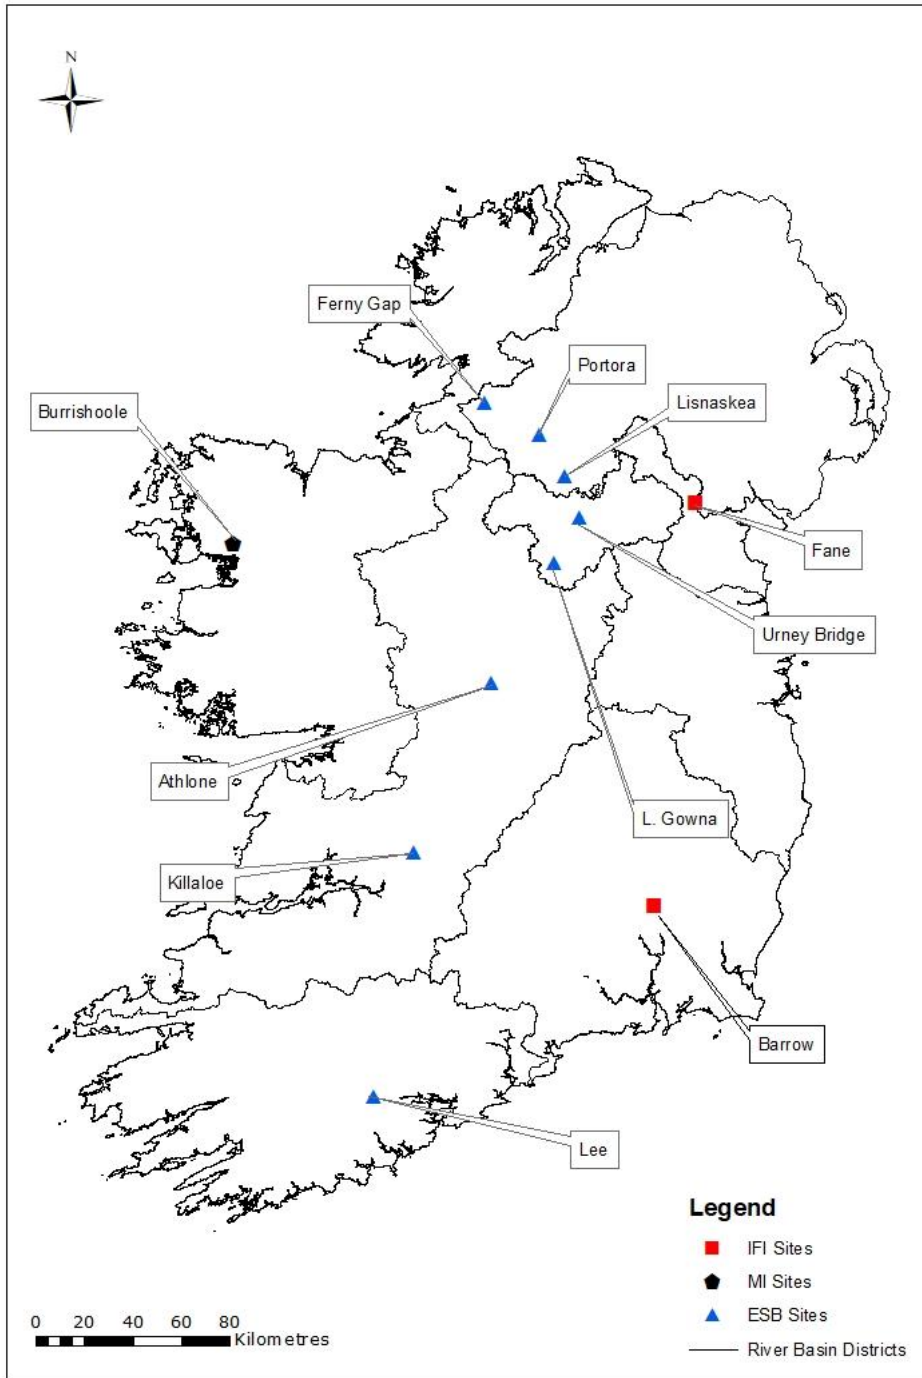 N
Ferny Gap
Portora
Lisnaskea
Burrishoole
Fane
Urney Bridge
Athlone
L. Gowna
Killaloe
Barrow
Lee
Legend
IFI Sites
MI Sites
ESB Sites
River Basin Districts
0 20 40 60 80
Kilometres